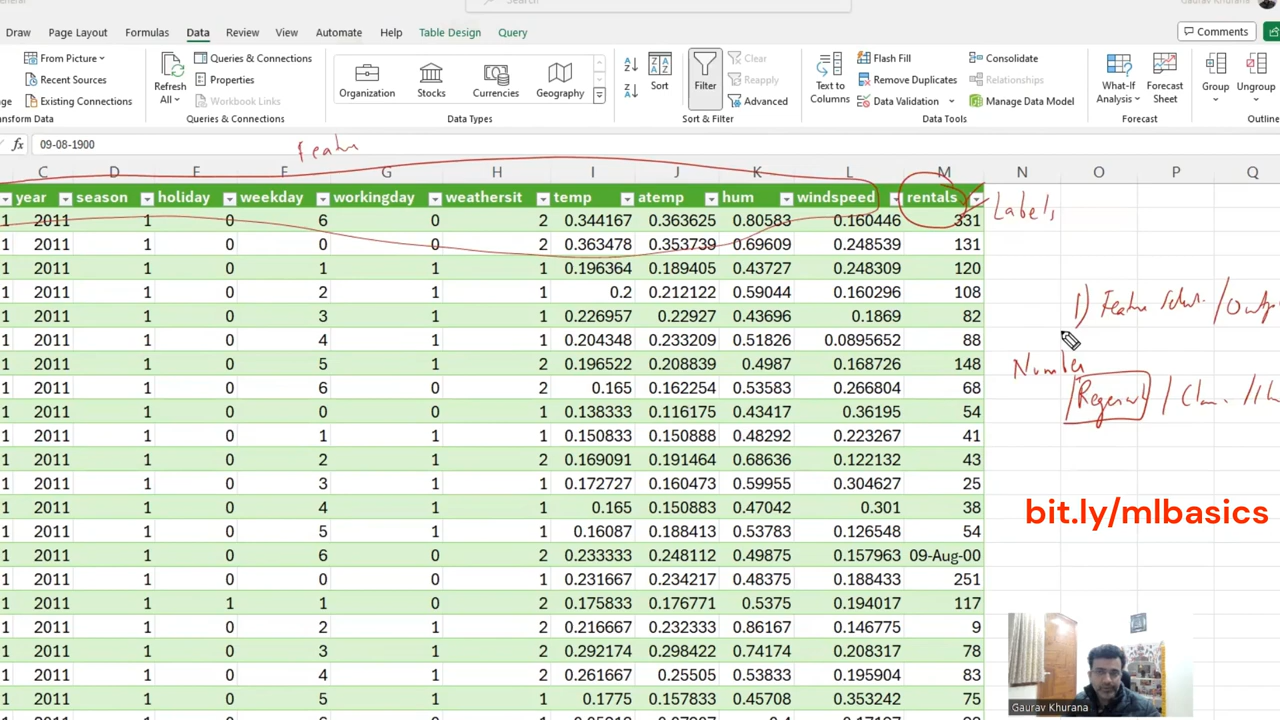 Search
Gaurav Khurana
Draw Page Layout Formulas Data Review View Automate Help Table Design Query Comments
From Picture Queries & Connections Clear Flash Fill Consolidate
Recent Sources Properties Reapply Remove Duplicates Relationships
Existing Connections Workbook Links Advanced Data Validation Manage Data Model
Refresh All Organization Stocks Currencies Geography Sort Filter Text to Columns What-If Analysis Forecast Sheet Group Ungroup
Queries & Connections Data Types Sort & Filter Data Tools Forecast
fx 09-08-1900
C D E F G H I J K L M N O P Q
year season holiday weekday workingday weathersit temp atemp hum windspeed rentals
1 2011 1 0 6 0 2 0.344167 0.363625 0.80583 0.160446 331
Labels
1 2011 1 0 0 0 2 0.363478 0.353739 0.69609 0.248539 131
1 2011 1 0 1 1 1 0.196364 0.189405 0.43727 0.248309 120
1 2011 1 0 2 1 1 0.2 0.212122 0.59044 0.160296 108
1)
1 2011 1 0 3 1 1 0.226957 0.22927 0.43696 0.1869 82
1 2011 1 0 4 1 1 0.204348 0.233209 0.51826 0.0895652 88
1 2011 1 0 5 1 2 0.196522 0.208839 0.4987 0.168726 148
Number
1 2011 1 0 6 0 2 0.165 0.162254 0.53583 0.266804 68
1 2011 1 0 0 0 1 0.138333 0.116175 0.43417 0.36195 54
1 2011 1 0 1 1 1 0.150833 0.150888 0.48292 0.223267 41
1 2011 1 0 2 1 2 0.169091 0.191464 0.68636 0.122132 43
1 2011 1 0 3 1 1 0.172727 0.160473 0.59955 0.304627 25
1 2011 1 0 4 1 1 0.165 0.150883 0.47042 0.301 38
bit.ly/mlbasics
1 2011 1 0 5 1 1 0.16087 0.188413 0.53783 0.126548 54
1 2011 1 0 6 0 2 0.233333 0.248112 0.49875 0.157963 09-Aug-00
1 2011 1 0 0 0 1 0.231667 0.234217 0.48375 0.188433 251
1 2011 1 1 1 0 2 0.175833 0.176771 0.5375 0.194017 117
1 2011 1 0 2 1 2 0.216667 0.232333 0.86167 0.146775 9
1 2011 1 0 3 1 2 0.292174 0.298422 0.74174 0.208317 78
1 2011 1 0 4 1 2 0.261667 0.25505 0.53833 0.195904 83
1 2011 1 0 5 1 1 0.1775 0.157833 0.45708 0.353242 75
Gaurav Khurana